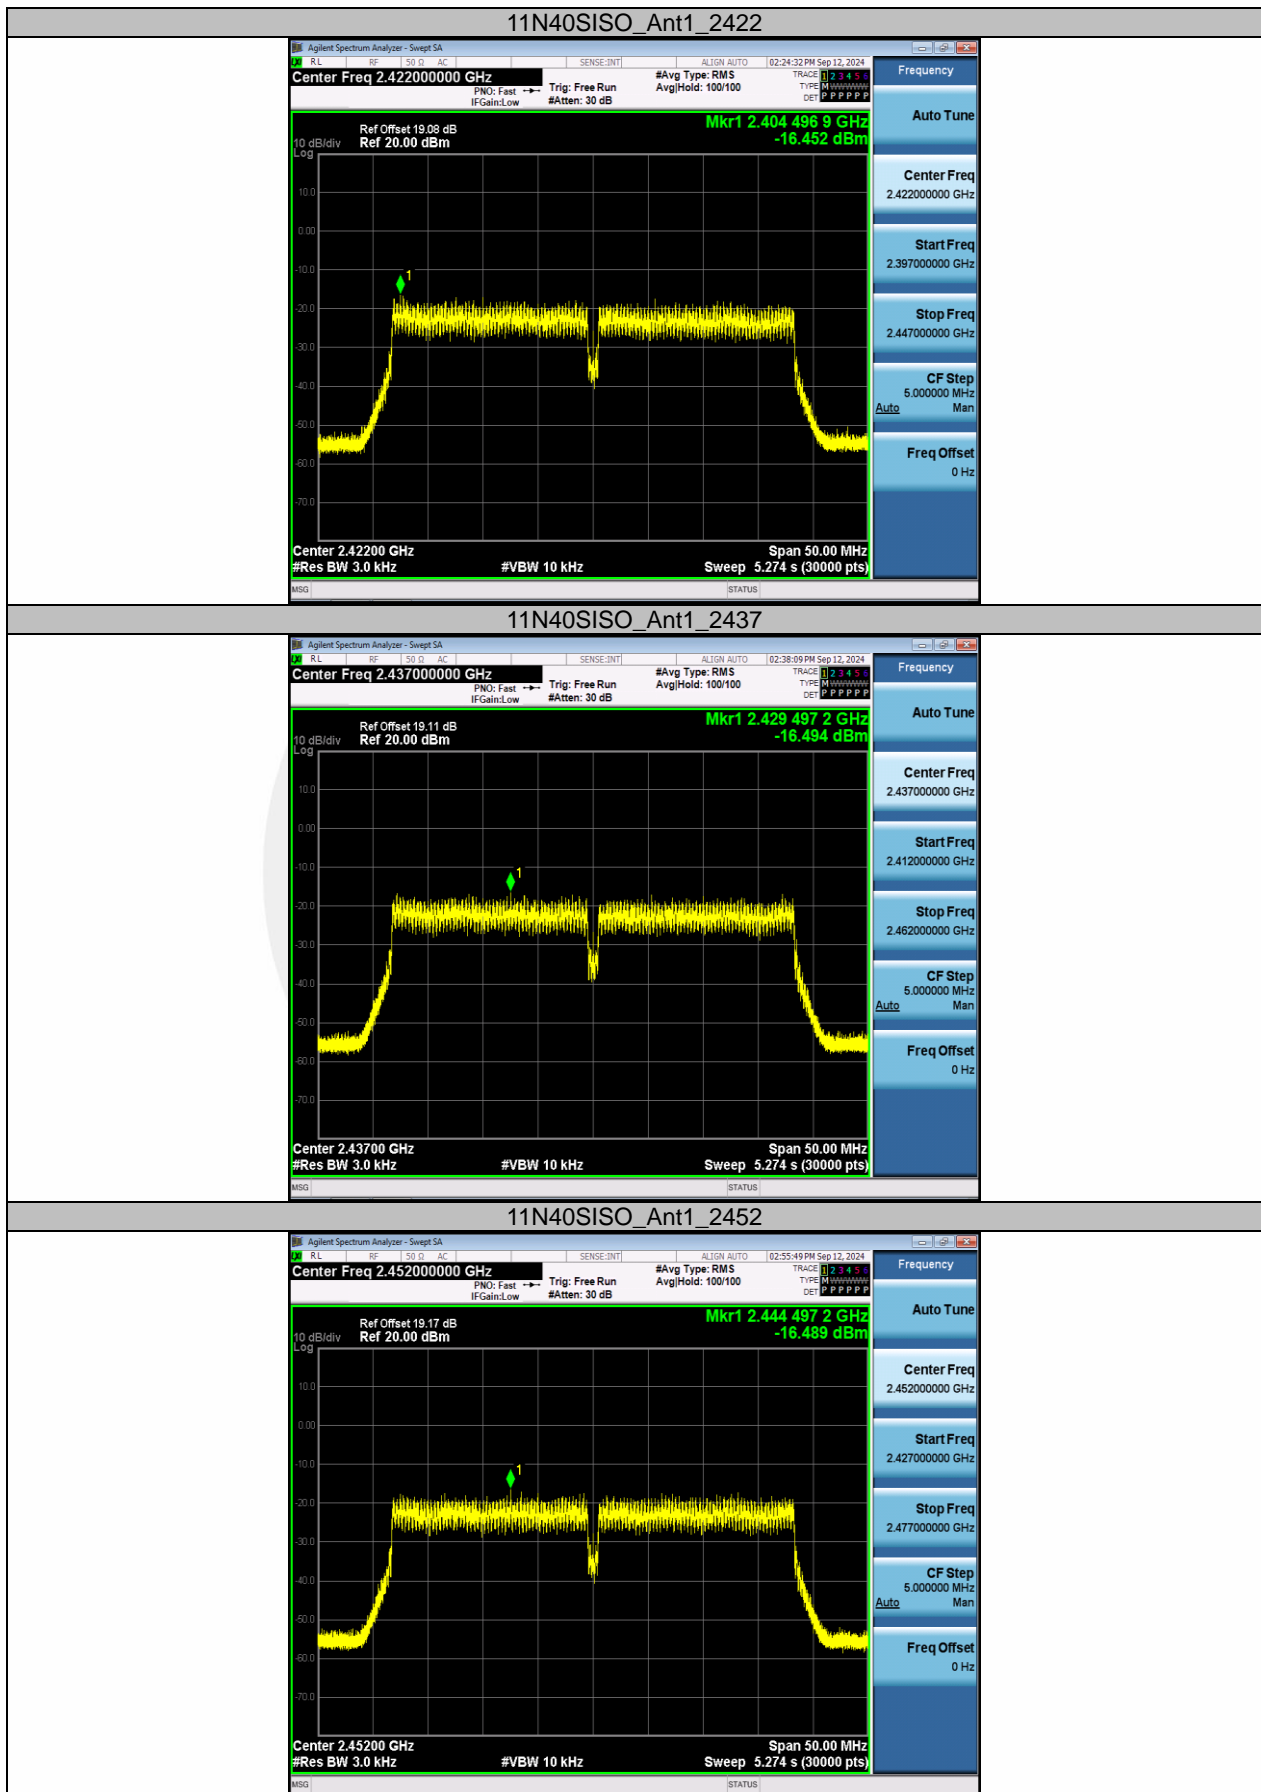 11N40SISO_Ant1_2422
Agilent Spectrum Analyzer - Swept SA
RL RF 50 Ω AC SENSE:INT ALIGN AUTO 02:24:32 PM Sep 12, 2024
Center Freq 2.422000000 GHz
PNO: Fast
IFGain:Low
Trig: Free Run
#Atten: 30 dB
#Avg Type: RMS
Avg|Hold: 100/100
TRACE 1 2 3 4 5 6
TYPE M WWWWW
DET P P P P P P
Ref Offset 19.08 dB
10 dB/div Ref 20.00 dBm
Log
Mkr1 2.404 496 9 GHz
-16.452 dBm
1
10.0
0.00
-10.0
-20.0
-30.0
-40.0
-50.0
-60.0
-70.0
Center 2.42200 GHz Span 50.00 MHz
#Res BW 3.0 kHz #VBW 10 kHz Sweep 5.274 s (30000 pts)
MSG STATUS
Frequency
Auto Tune
Center Freq
2.422000000 GHz
Start Freq
2.397000000 GHz
Stop Freq
2.447000000 GHz
CF Step
5.000000 MHz
Auto Man
Freq Offset
0 Hz
11N40SISO_Ant1_2437
Agilent Spectrum Analyzer - Swept SA
RL RF 50 Ω AC SENSE:INT ALIGN AUTO 02:38:09 PM Sep 12, 2024
Center Freq 2.437000000 GHz
PNO: Fast
IFGain:Low
Trig: Free Run
#Atten: 30 dB
#Avg Type: RMS
Avg|Hold: 100/100
TRACE 1 2 3 4 5 6
TYPE M WWWWW
DET P P P P P P
Ref Offset 19.11 dB
10 dB/div Ref 20.00 dBm
Log
Mkr1 2.429 497 2 GHz
-16.494 dBm
1
10.0
0.00
-10.0
-20.0
-30.0
-40.0
-50.0
-60.0
-70.0
Center 2.43700 GHz Span 50.00 MHz
#Res BW 3.0 kHz #VBW 10 kHz Sweep 5.274 s (30000 pts)
MSG STATUS
Frequency
Auto Tune
Center Freq
2.437000000 GHz
Start Freq
2.412000000 GHz
Stop Freq
2.462000000 GHz
CF Step
5.000000 MHz
Auto Man
Freq Offset
0 Hz
11N40SISO_Ant1_2452
Agilent Spectrum Analyzer - Swept SA
RL RF 50 Ω AC SENSE:INT ALIGN AUTO 02:55:49 PM Sep 12, 2024
Center Freq 2.452000000 GHz
PNO: Fast
IFGain:Low
Trig: Free Run
#Atten: 30 dB
#Avg Type: RMS
Avg|Hold: 100/100
TRACE 1 2 3 4 5 6
TYPE M WWWWW
DET P P P P P P
Ref Offset 19.17 dB
10 dB/div Ref 20.00 dBm
Log
Mkr1 2.444 497 2 GHz
-16.489 dBm
1
10.0
0.00
-10.0
-20.0
-30.0
-40.0
-50.0
-60.0
-70.0
Center 2.45200 GHz Span 50.00 MHz
#Res BW 3.0 kHz #VBW 10 kHz Sweep 5.274 s (30000 pts)
MSG STATUS
Frequency
Auto Tune
Center Freq
2.452000000 GHz
Start Freq
2.427000000 GHz
Stop Freq
2.477000000 GHz
CF Step
5.000000 MHz
Auto Man
Freq Offset
0 Hz